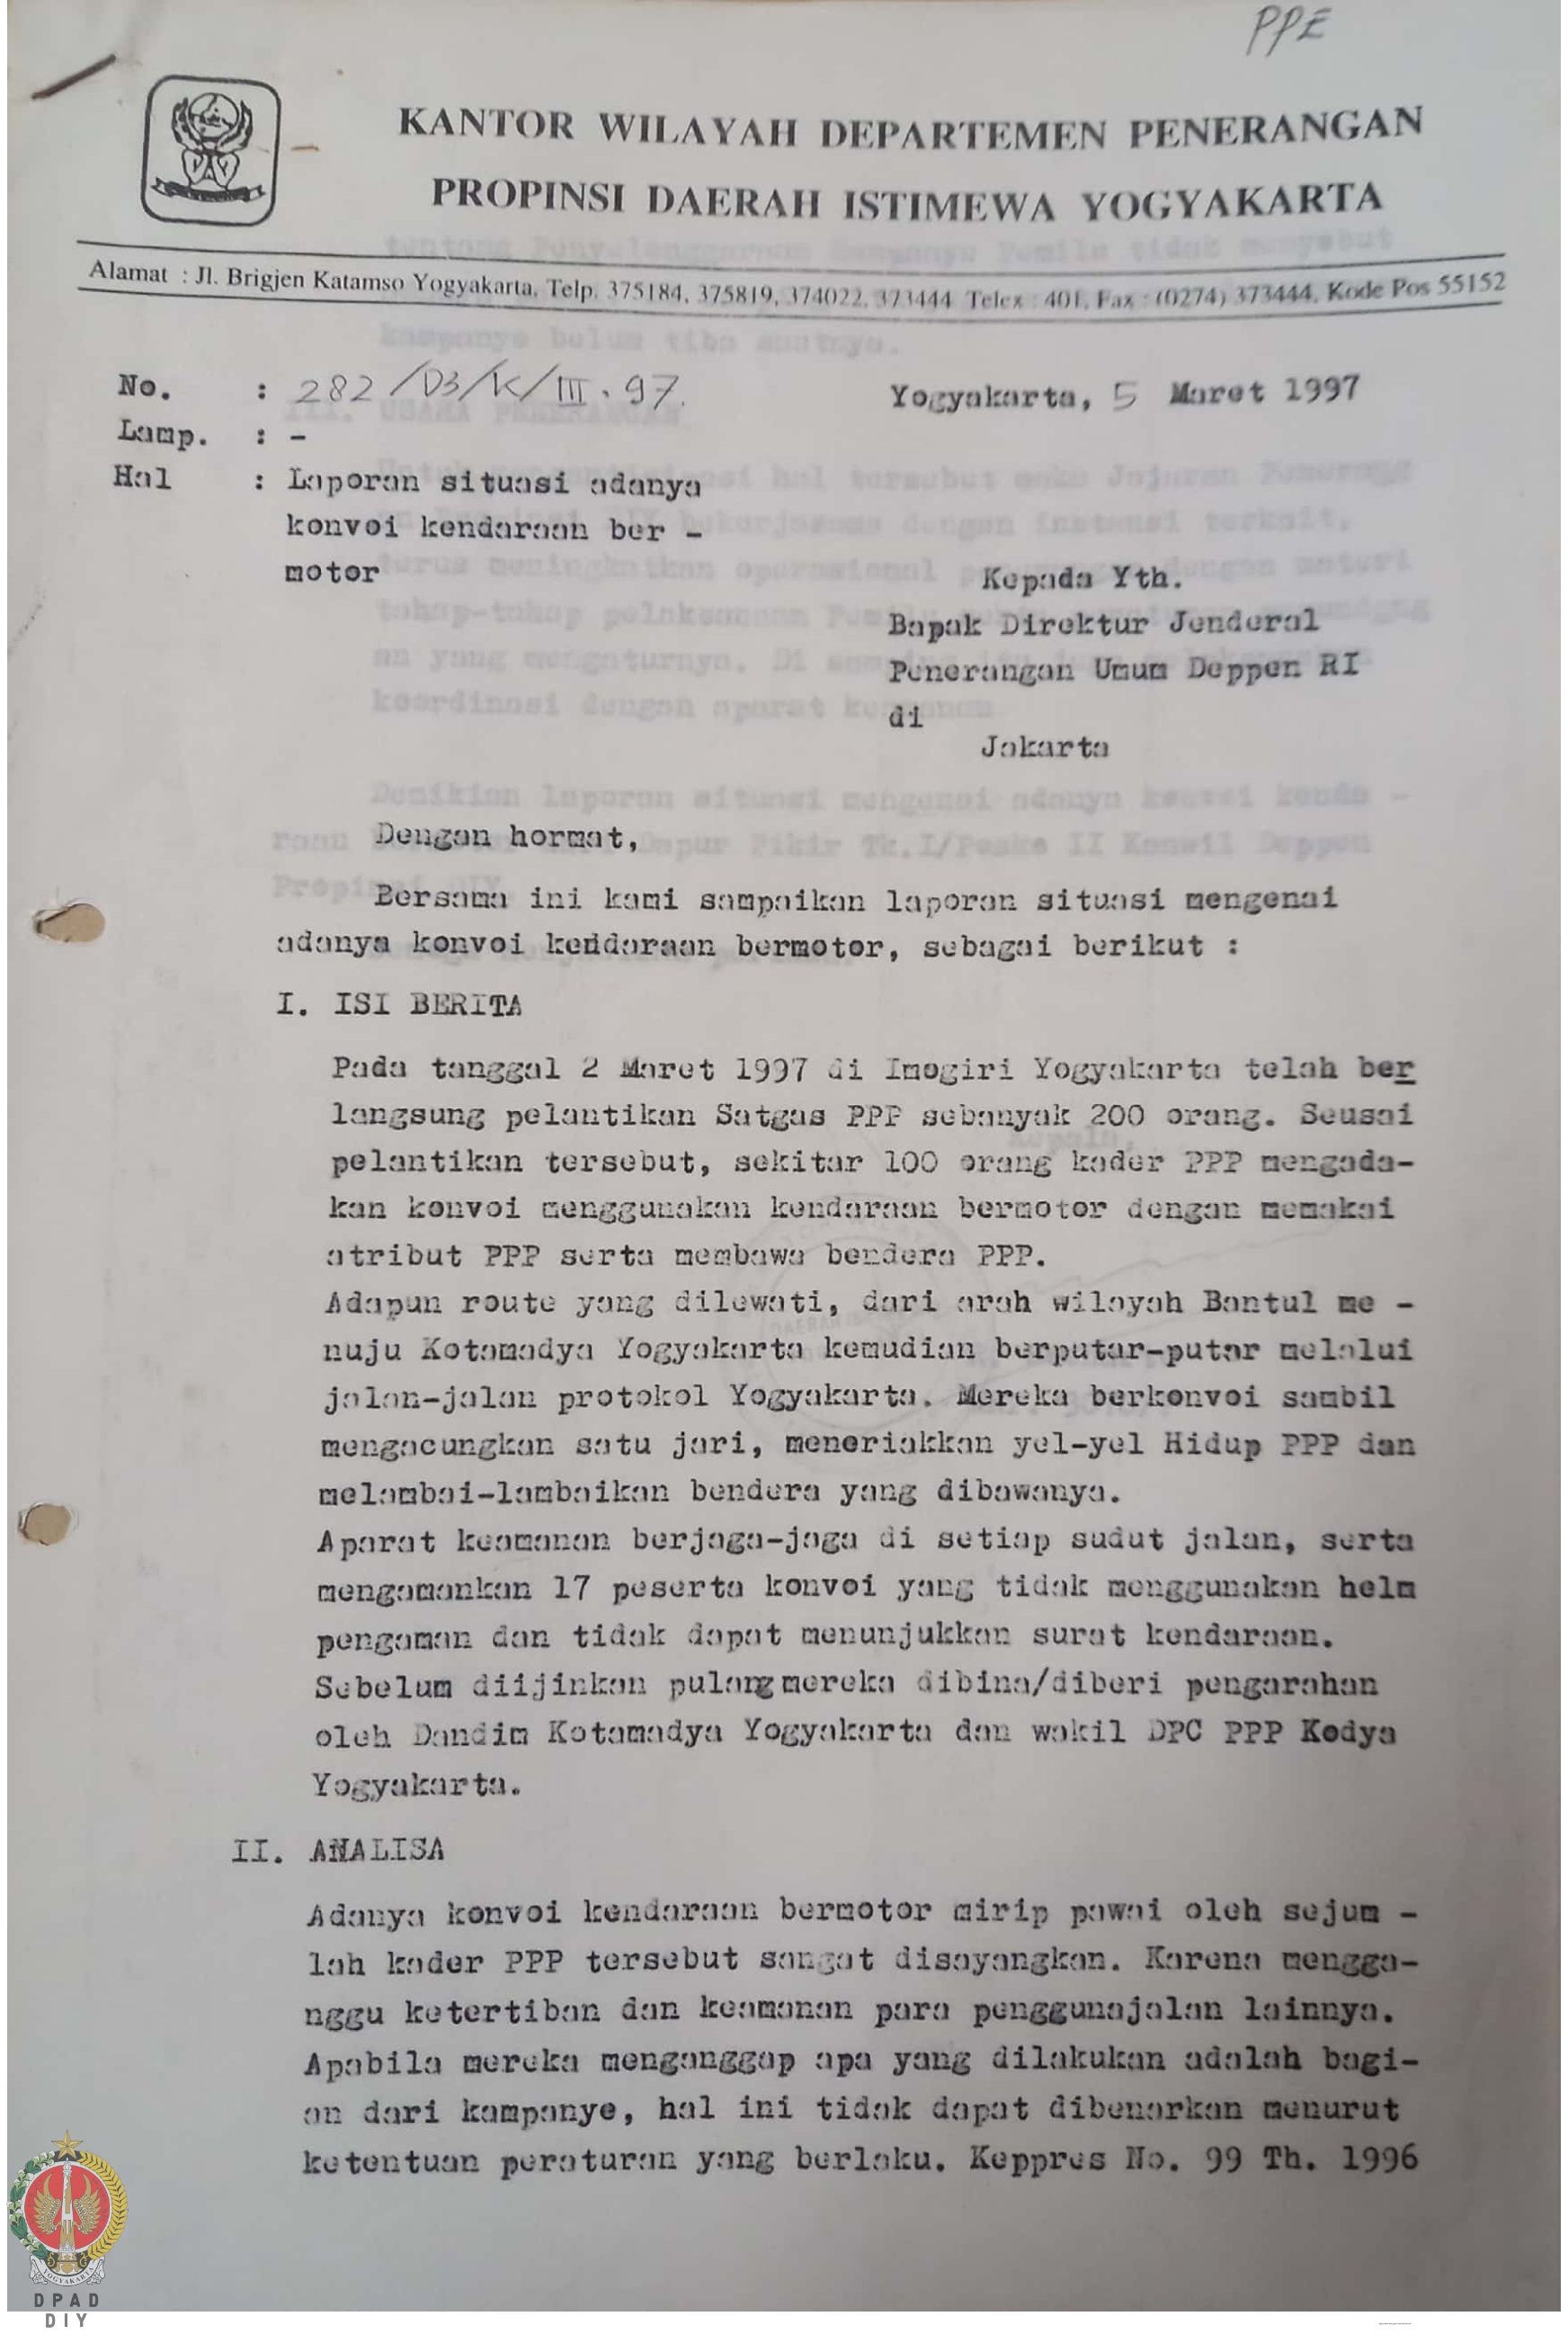 PPE
KANTOR WILAYAH DEPARTEMEN PENERANGAN
PROPINSI DAERAH ISTIMEWA YOGYAKARTA
Alamat : Jl. Brigjen Katamso Yogyakarta, Telp. 375184, 375819, 374022, 373444 Telex : 401, Fax : (0274) 373444, Kode Pos 55152
No. : 282/D3/K/III.97. Yogyakarta, 5 Maret 1997
Lamp. : -
Hal : Laporan situasi adanya
konvoi kendaraan ber -
motor
Kepada Yth.
Bapak Direktur Jenderal
Penerangan Umum Deppen RI
di
Jakarta
Dengan hormat,
Bersama ini kami sampaikan laporan situasi mengenai
adanya konvoi kendaraan bermotor, sebagai berikut :
I. ISI BERITA
Pada tanggal 2 Maret 1997 di Imogiri Yogyakarta telah ber
langsung pelantikan Satgas PPP sebanyak 200 orang. Seusai
pelantikan tersebut, sekitar 100 orang kader PPP mengada-
kan konvoi menggunakan kendaraan bermotor dengan memakai
atribut PPP serta membawa bendera PPP.
Adapun route yang dilewati, dari arah wilayah Bantul me -
nuju Kotamadya Yogyakarta kemudian berputar-putar melalui
jalan-jalan protokol Yogyakarta. Mereka berkonvoi sambil
mengacungkan satu jari, meneriakkan yel-yel Hidup PPP dan
melambai-lambaikan bendera yang dibawanya.
Aparat keamanan berjaga-jaga di setiap sudut jalan, serta
mengamankan 17 peserta konvoi yang tidak menggunakan helm
pengaman dan tidak dapat menunjukkan surat kendaraan.
Sebelum diijinkan pulang mereka dibina/diberi pengarahan
oleh Dandim Kotamadya Yogyakarta dan wakil DPC PPP Kodya
Yogyakarta.
II. ANALISA
Adanya konvoi kendaraan bermotor mirip pawai oleh sejum -
lah kader PPP tersebut sangat disayangkan. Karena mengga-
nggu ketertiban dan keamanan para penggunajalan lainnya.
Apabila mereka menganggap apa yang dilakukan adalah bagi-
an dari kampanye, hal ini tidak dapat dibenarkan menurut
ketentuan peraturan yang berlaku. Keppres No. 99 Th. 1996
YOGYAKARTA
DPAD
DIY